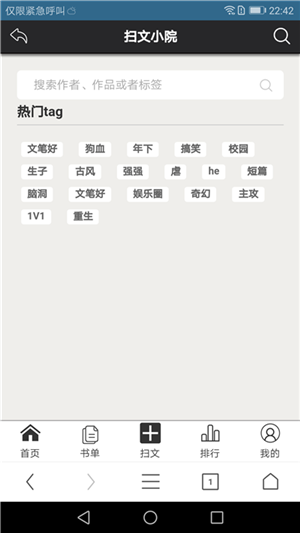 仅限紧急呼叫 22:42
扫文小院
搜索作者、作品或者标签
热门tag
文笔好 狗血 年下 搞笑 校园
生子 古风 强强 虐 he 短篇
脑洞 文笔好 娱乐圈 奇幻 主攻
1V1 重生
首页 书单 扫文 排行 我的
1